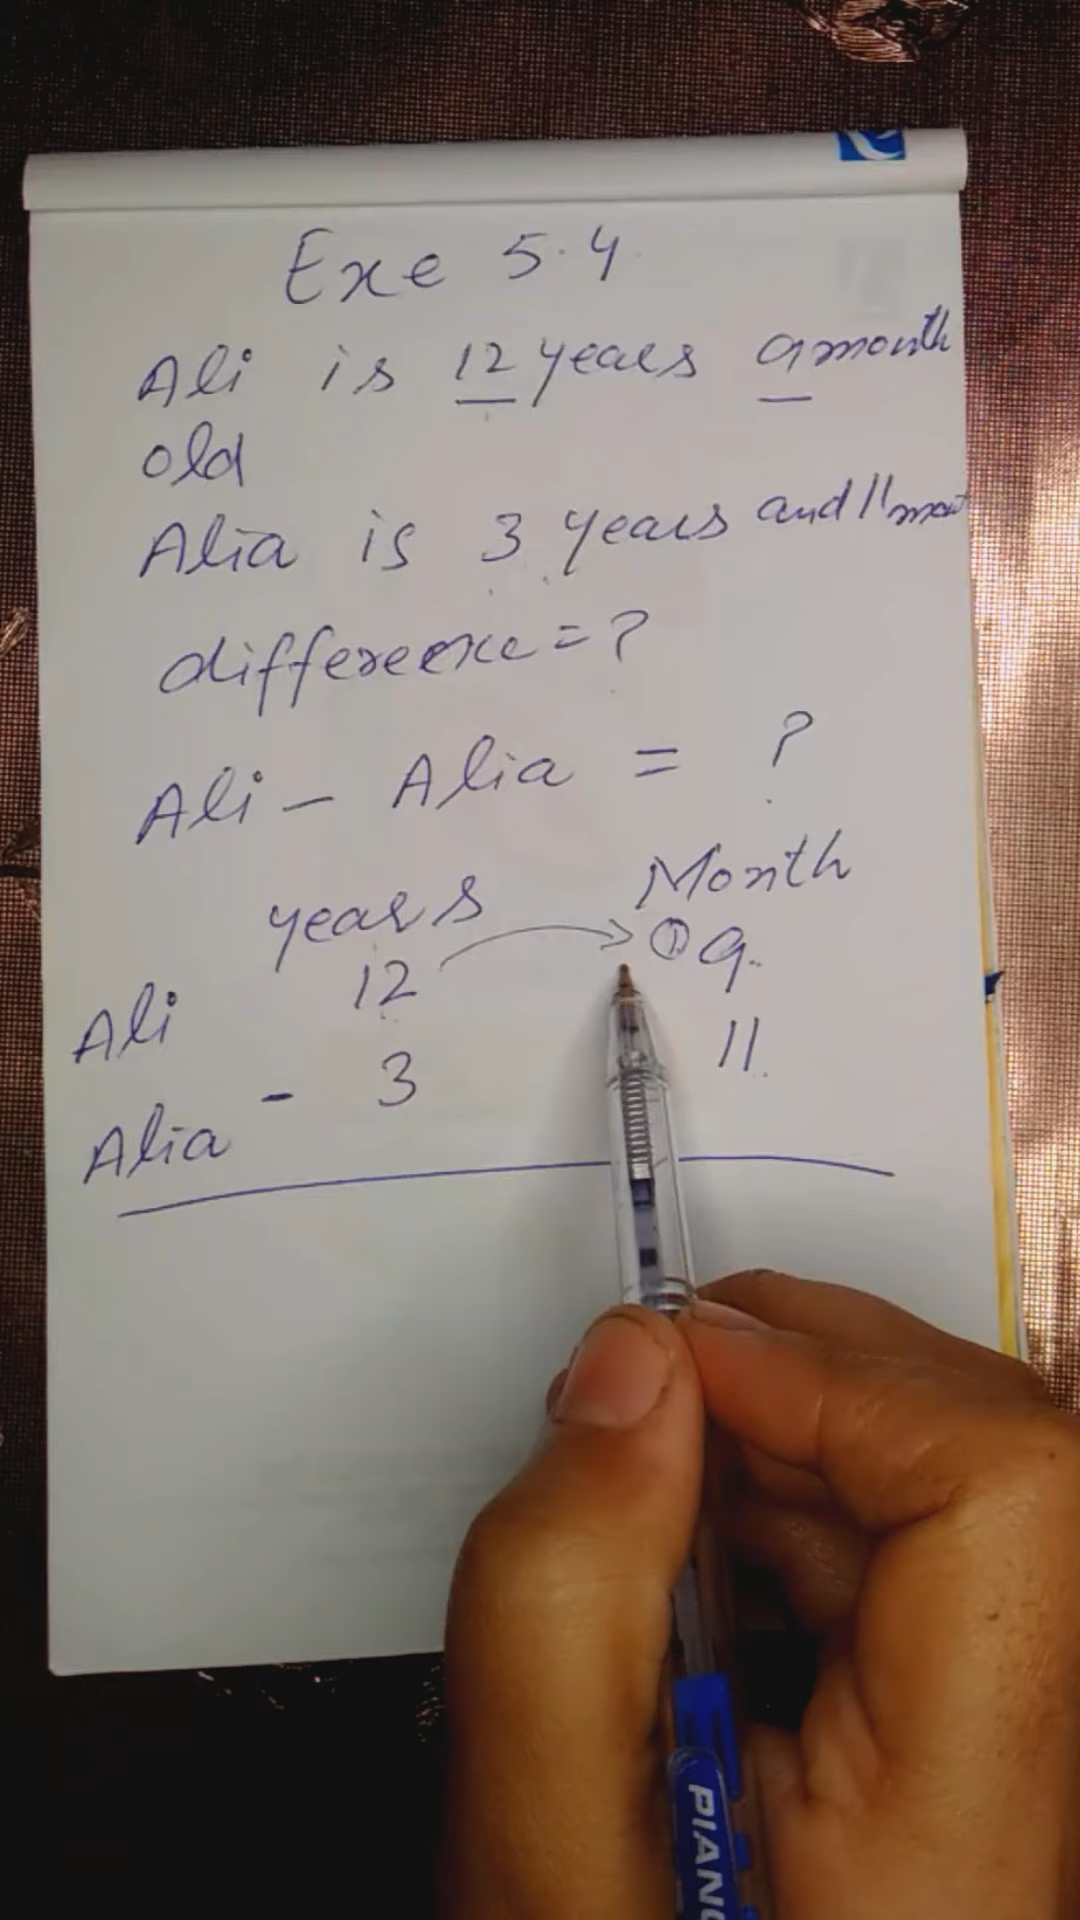 Exe 5.4
Ali is 12 years 9 month
old
Alia is 3 years and 11 mont
difference = ?
Ali - Alia = ?
years Month
Ali 12 ① 9
Alia - 3 11
PIANO